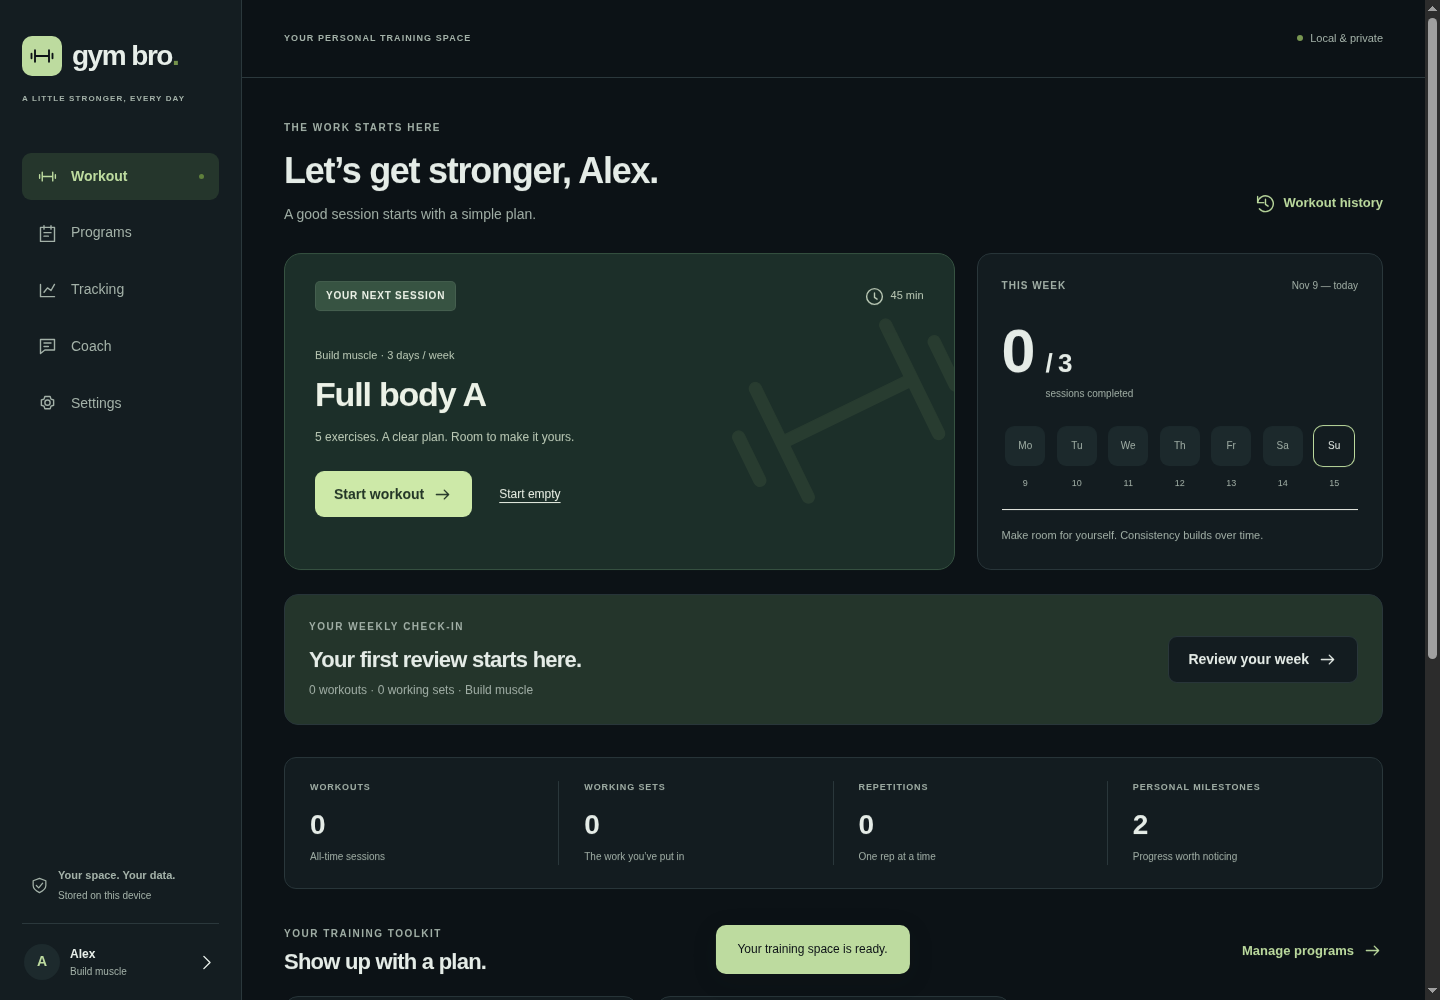 gym bro.
A LITTLE STRONGER, EVERY DAY
Workout
Programs
Tracking
Coach
Settings
Your space. Your data.
Stored on this device
A
Alex
Build muscle
YOUR PERSONAL TRAINING SPACE
Local & private
THE WORK STARTS HERE
Let’s get stronger, Alex.
A good session starts with a simple plan.
Workout history
YOUR NEXT SESSION
45 min
Build muscle · 3 days / week
Full body A
5 exercises. A clear plan. Room to make it yours.
Start workout
Start empty
THIS WEEK
Nov 9 — today
0 / 3
sessions completed
Mo Tu We Th Fr Sa Su
9 10 11 12 13 14 15
Make room for yourself. Consistency builds over time.
YOUR WEEKLY CHECK-IN
Your first review starts here.
0 workouts · 0 working sets · Build muscle
Review your week
WORKOUTS
0
All-time sessions
WORKING SETS
0
The work you’ve put in
REPETITIONS
0
One rep at a time
PERSONAL MILESTONES
2
Progress worth noticing
YOUR TRAINING TOOLKIT
Show up with a plan.
Your training space is ready.
Manage programs